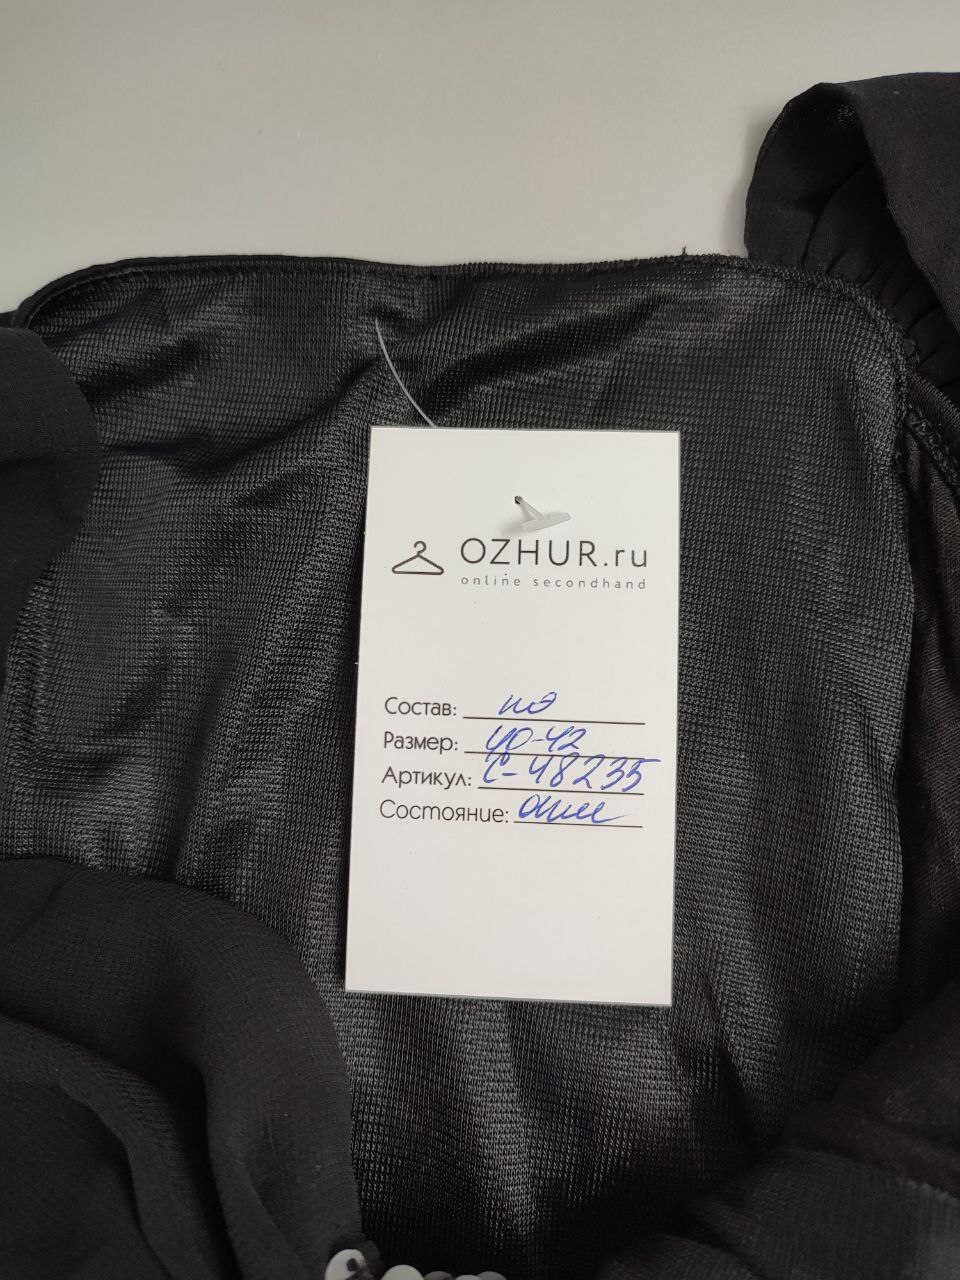 OZHUR.ru
online secondhand
Состав: пэ
Размер: 40-42
Артикул: С-48235
Состояние: отл